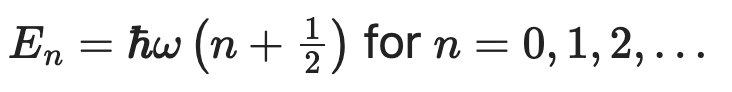 Eₙ = ℏω (n + 1/2) for n = 0, 1, 2, . . .